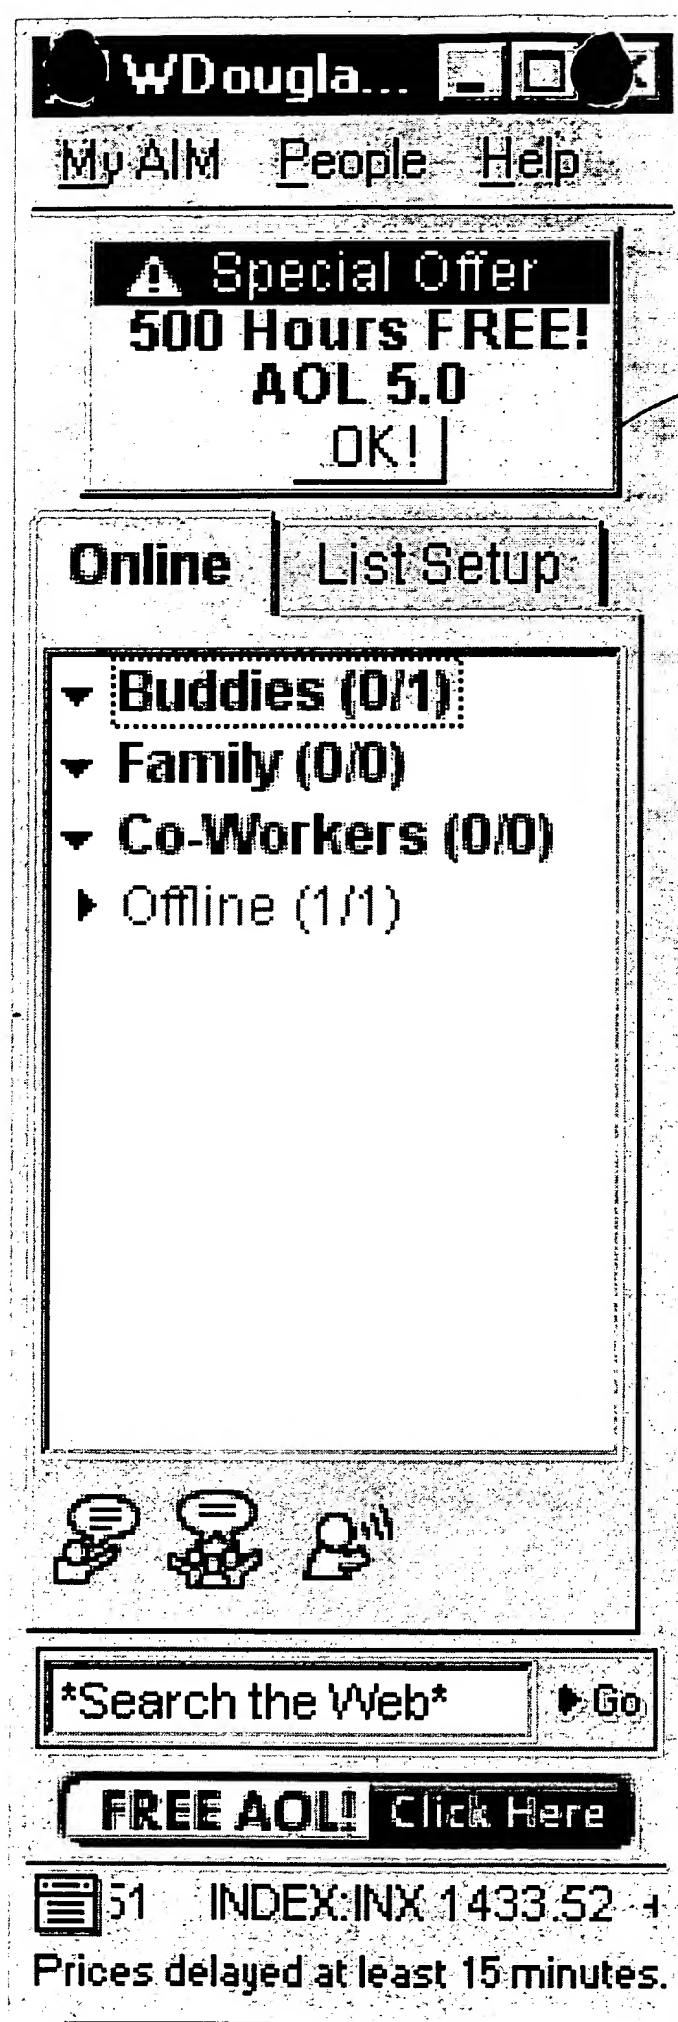 WDougla...
My AIM People Help
Special Offer
500 Hours FREE!
AOL 5.0
OK!
Online List Setup
Buddies (0/1)
Family (0/0)
Co-Workers (0/0)
Offline (1/1)
*Search the Web* Go
FREE AOL! Click Here
51 INDEX:INX 1433.52 +
Prices delayed at least 15 minutes.